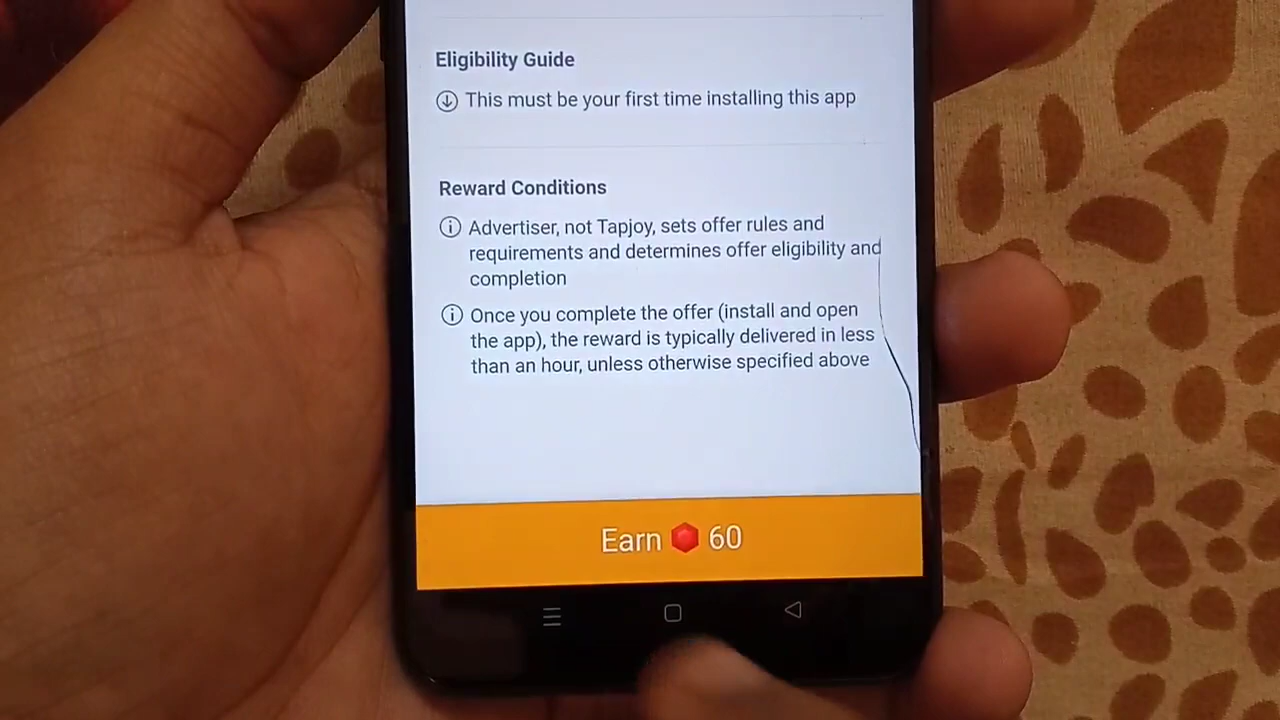 Eligibility Guide
This must be your first time installing this app
Reward Conditions
Advertiser, not Tapjoy, sets offer rules and
requirements and determines offer eligibility and
completion
Once you complete the offer (install and open
the app), the reward is typically delivered in less
than an hour, unless otherwise specified above
Earn 60